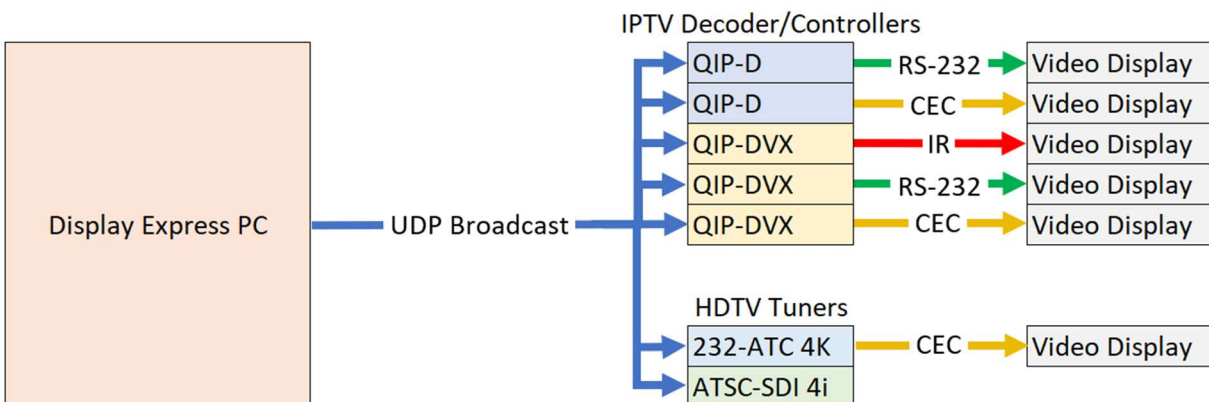 IPTV Decoder/Controllers
QIP-D RS-232 Video Display
QIP-D CEC Video Display
QIP-DVX IR Video Display
QIP-DVX RS-232 Video Display
Display Express PC UDP Broadcast QIP-DVX CEC Video Display
HDTV Tuners
232-ATC 4K CEC Video Display
ATSC-SDI 4i